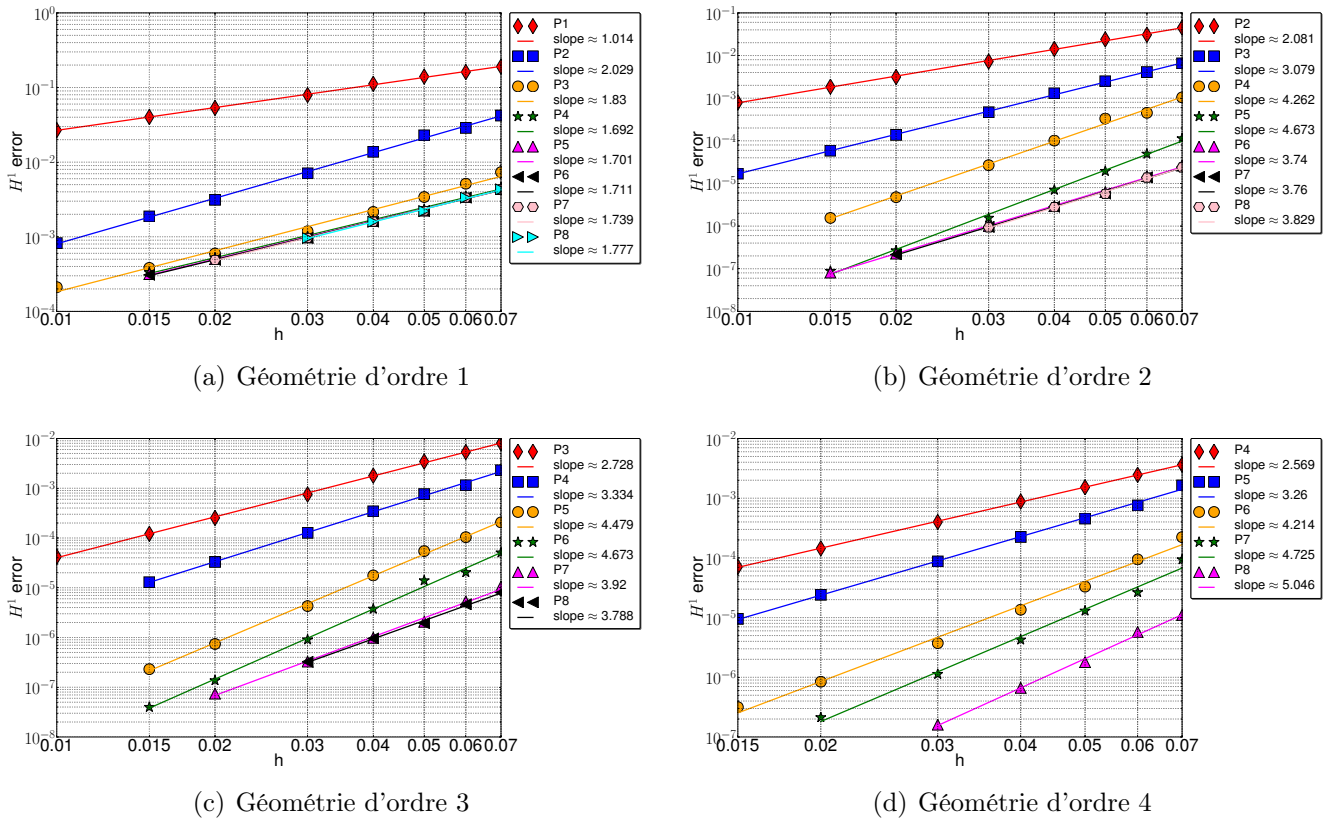 10^0
10^-1
10^-2
10^-3
10^-4
H^1 error
0.01 0.015 0.02 0.03 0.04 0.05 0.06 0.07
h
P1
slope ≈ 1.014
P2
slope ≈ 2.029
P3
slope ≈ 1.83
P4
slope ≈ 1.692
P5
slope ≈ 1.701
P6
slope ≈ 1.711
P7
slope ≈ 1.739
P8
slope ≈ 1.777
(a) Géométrie d'ordre 1
10^-1
10^-2
10^-3
10^-4
10^-5
10^-6
10^-7
10^-8
H^1 error
0.01 0.015 0.02 0.03 0.04 0.05 0.06 0.07
h
P2
slope ≈ 2.081
P3
slope ≈ 3.079
P4
slope ≈ 4.262
P5
slope ≈ 4.673
P6
slope ≈ 3.74
P7
slope ≈ 3.76
P8
slope ≈ 3.829
(b) Géométrie d'ordre 2
10^-2
10^-3
10^-4
10^-5
10^-6
10^-7
10^-8
H^1 error
0.01 0.015 0.02 0.03 0.04 0.05 0.06 0.07
h
P3
slope ≈ 2.728
P4
slope ≈ 3.334
P5
slope ≈ 4.479
P6
slope ≈ 4.673
P7
slope ≈ 3.92
P8
slope ≈ 3.788
(c) Géométrie d'ordre 3
10^-2
10^-3
10^-4
10^-5
10^-6
10^-7
H^1 error
0.015 0.02 0.03 0.04 0.05 0.06 0.07
h
P4
slope ≈ 2.569
P5
slope ≈ 3.26
P6
slope ≈ 4.214
P7
slope ≈ 4.725
P8
slope ≈ 5.046
(d) Géométrie d'ordre 4